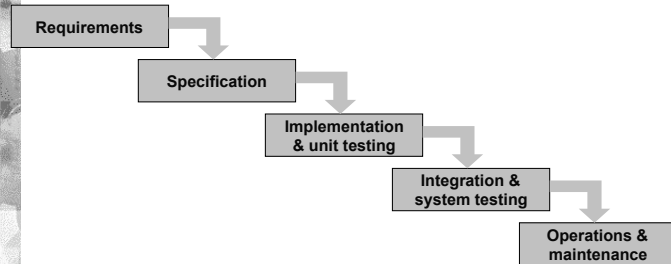 Requirements
Specification
Implementation
& unit testing
Integration &
system testing
Operations &
maintenance